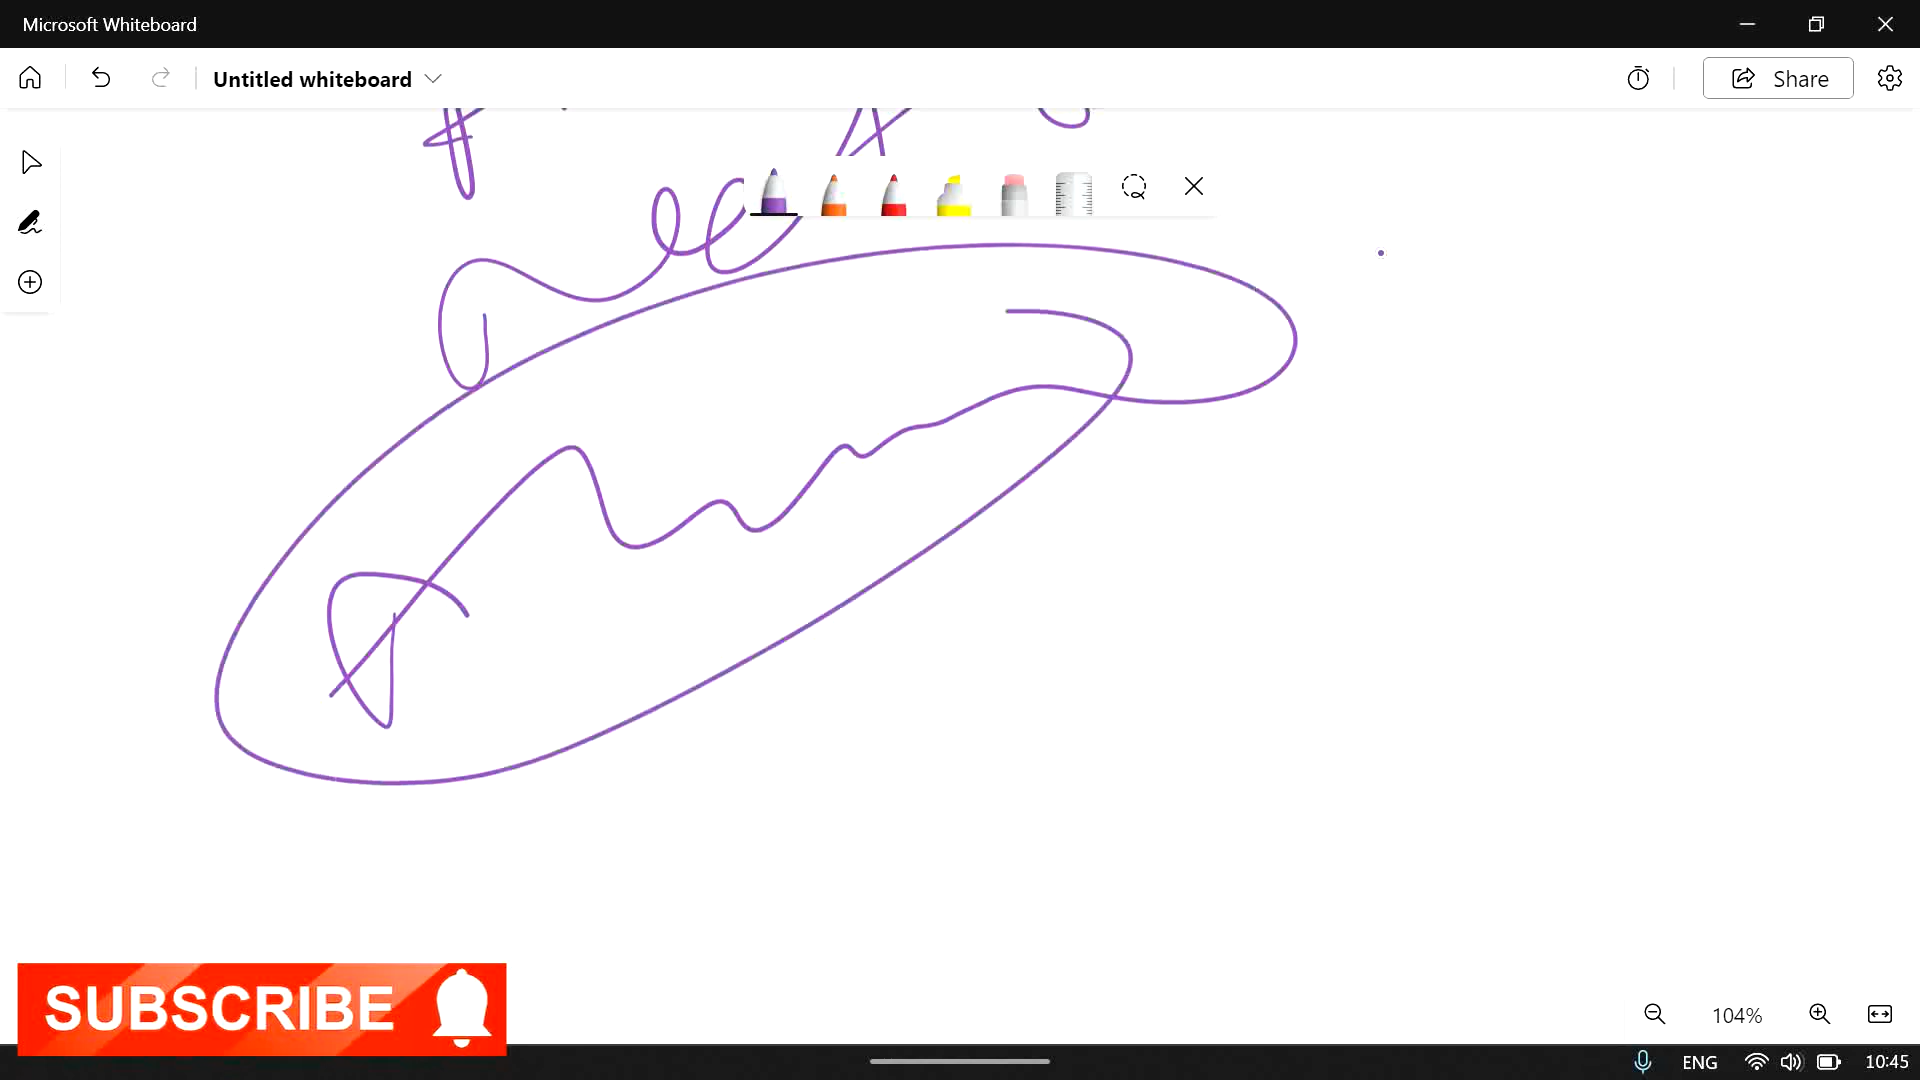 Microsoft Whiteboard
Untitled whiteboard
Share
SUBSCRIBE
104%
ENG
10:45